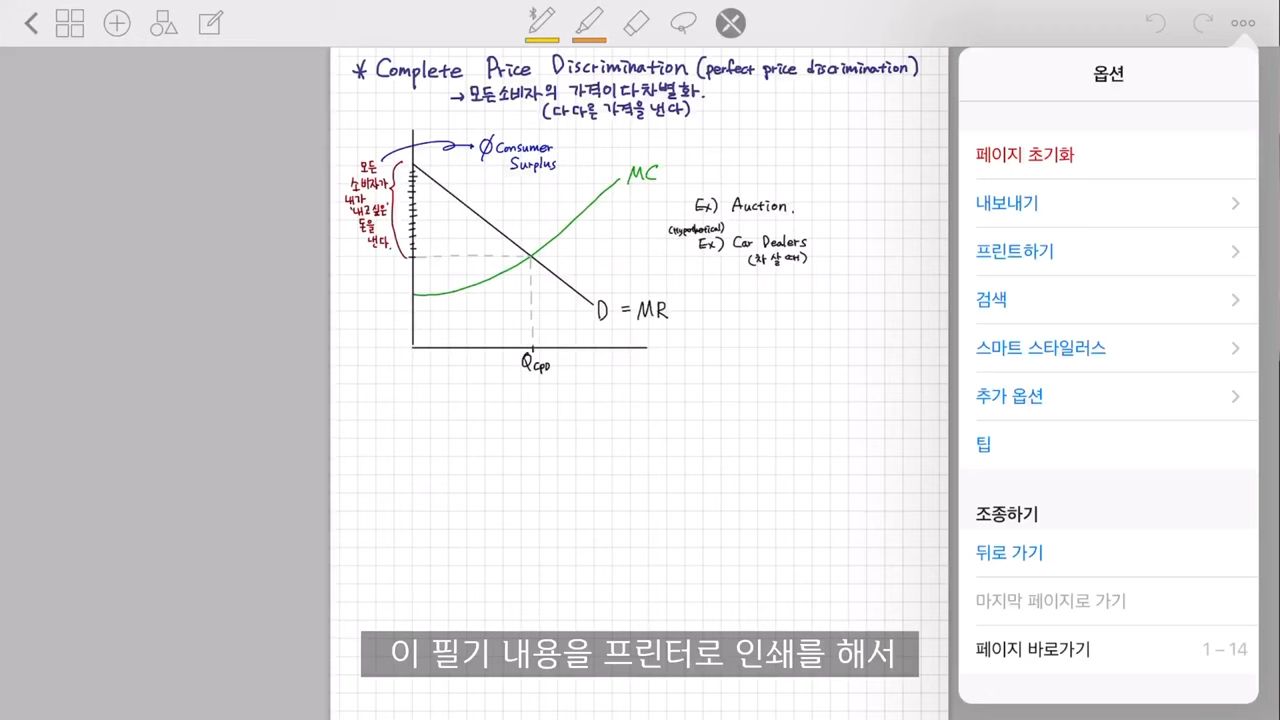 * Complete Price Discrimination (perfect price discrimination)
→ 모든 소비자의 가격이 다 차별화.
(다 다른 가격을 낸다)
모든
소비자가
내가
'내고싶은'
돈을
낸다.
∅ Consumer
Surplus
MC
Ex) Auction.
(Hypothetical)
Ex) Car Dealers
(차 살 때)
D = MR
QCPD
옵션
페이지 초기화
내보내기
프린트하기
검색
스마트 스타일러스
추가 옵션
팁
조종하기
뒤로 가기
마지막 페이지로 가기
페이지 바로가기 1 – 14
이 필기 내용을 프린터로 인쇄를 해서